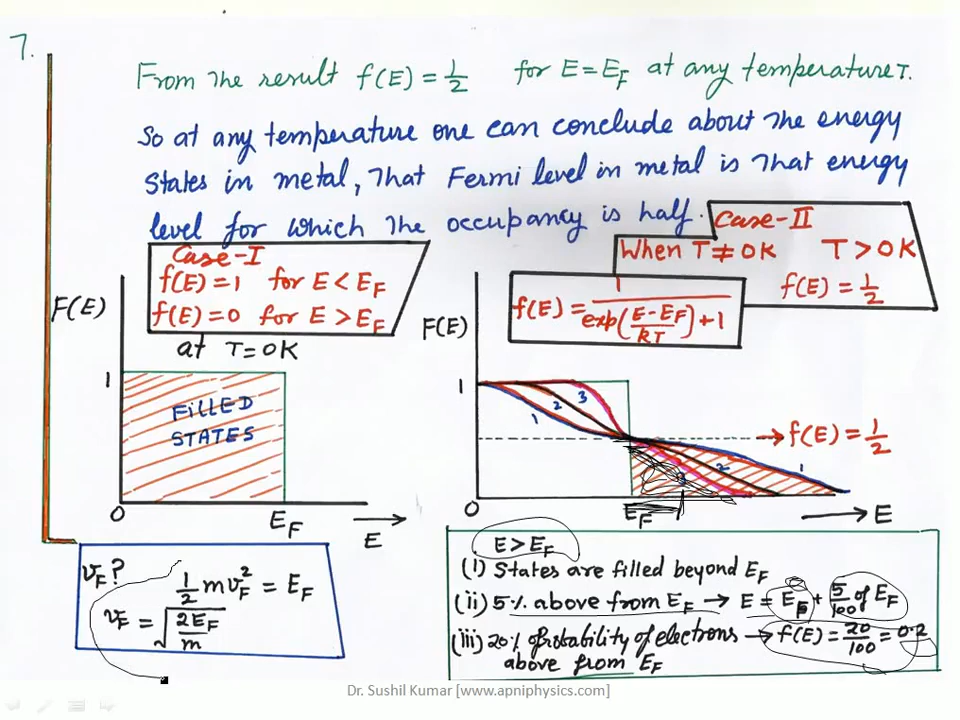 7.
From the result f(E) = 1/2 for E = E_F at any temperature T.
So at any temperature one can conclude about the energy
States in metal, that Fermi level in metal is that energy
level for which the occupancy is half.
Case-I
f(E) = 1 for E < E_F
f(E) = 0 for E > E_F
at T = 0K
Case-II
When T ≠ 0K T > 0K
f(E) = 1/2
f(E) = 1/(exp((E - E_F)/KT) + 1)
F(E)
1
FILLED
STATES
0
E_F
E
F(E)
1
1
2
3
f(E) = 1/2
3
2
1
0
E_F
E
v_F?
1/2 m v_F^2 = E_F
v_F = √(2E_F/m)
E > E_F
(i) States are filled beyond E_F
(ii) 5% above from E_F → E = E_F + 5/100 of E_F
(iii) 20% probability of electrons → f(E) = 20/100 = 0.2
above from E_F
Dr. Sushil Kumar [www.apniphysics.com]